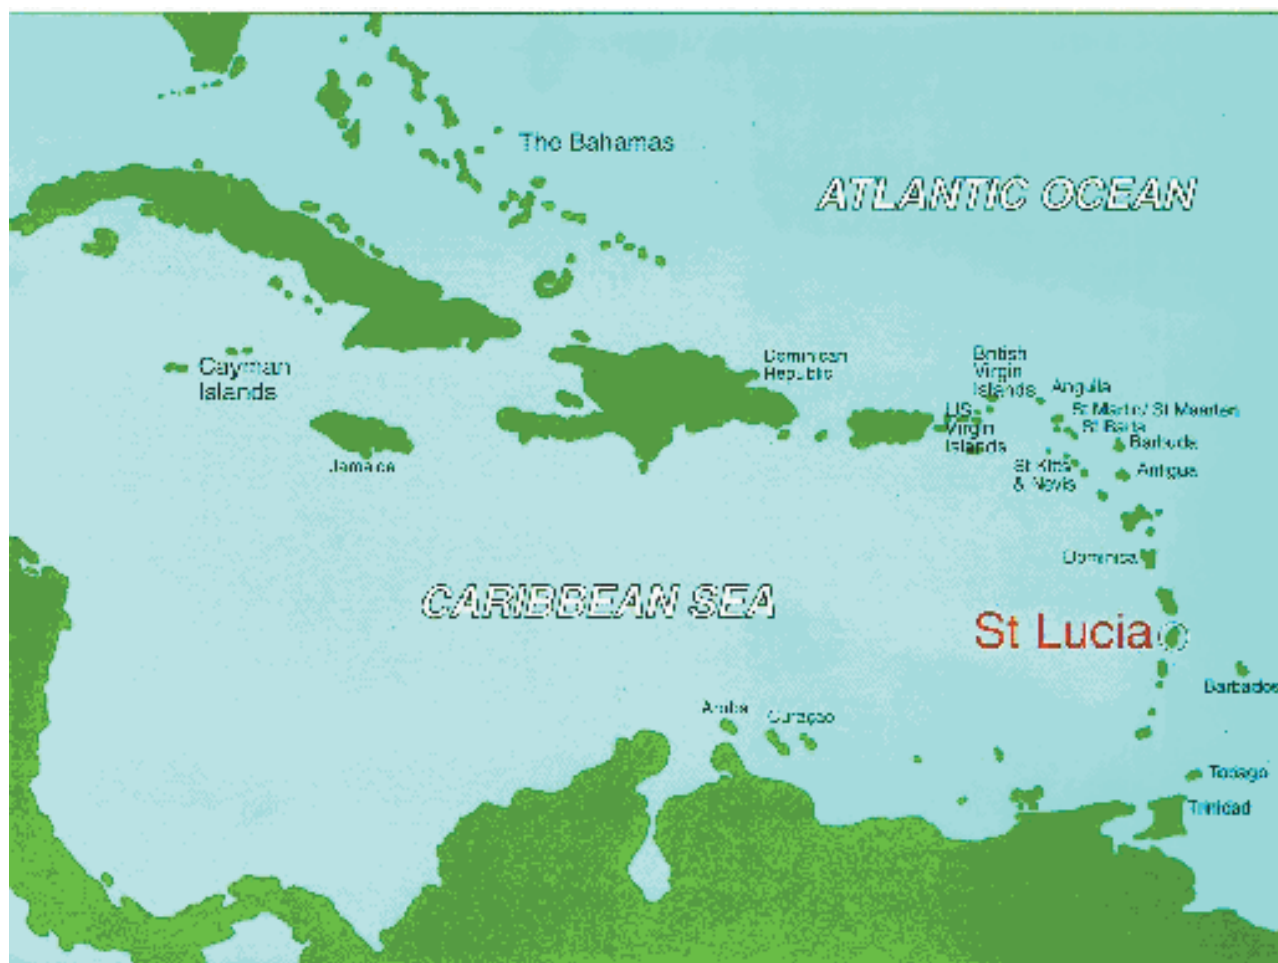 The Bahamas
ATLANTIC OCEAN
Cayman
Islands
Jamaica
Dominican
Republic
British
Virgin
Islands
Anguilla
US
Virgin
Islands
St Martin/St Maarten
St Barts
Barbuda
St Kitts
& Nevis
Antigua
Dominica
CARIBBEAN SEA
St Lucia
Barbados
Aruba
Curaçao
Tobago
Trinidad